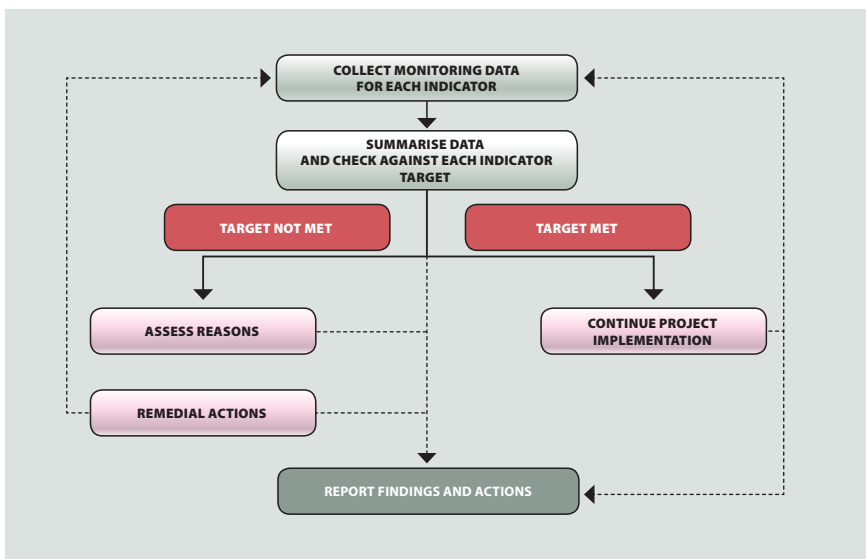 COLLECT MONITORING DATA
FOR EACH INDICATOR
SUMMARISE DATA
AND CHECK AGAINST EACH INDICATOR
TARGET
TARGET NOT MET
TARGET MET
ASSESS REASONS
CONTINUE PROJECT
IMPLEMENTATION
REMEDIAL ACTIONS
REPORT FINDINGS AND ACTIONS